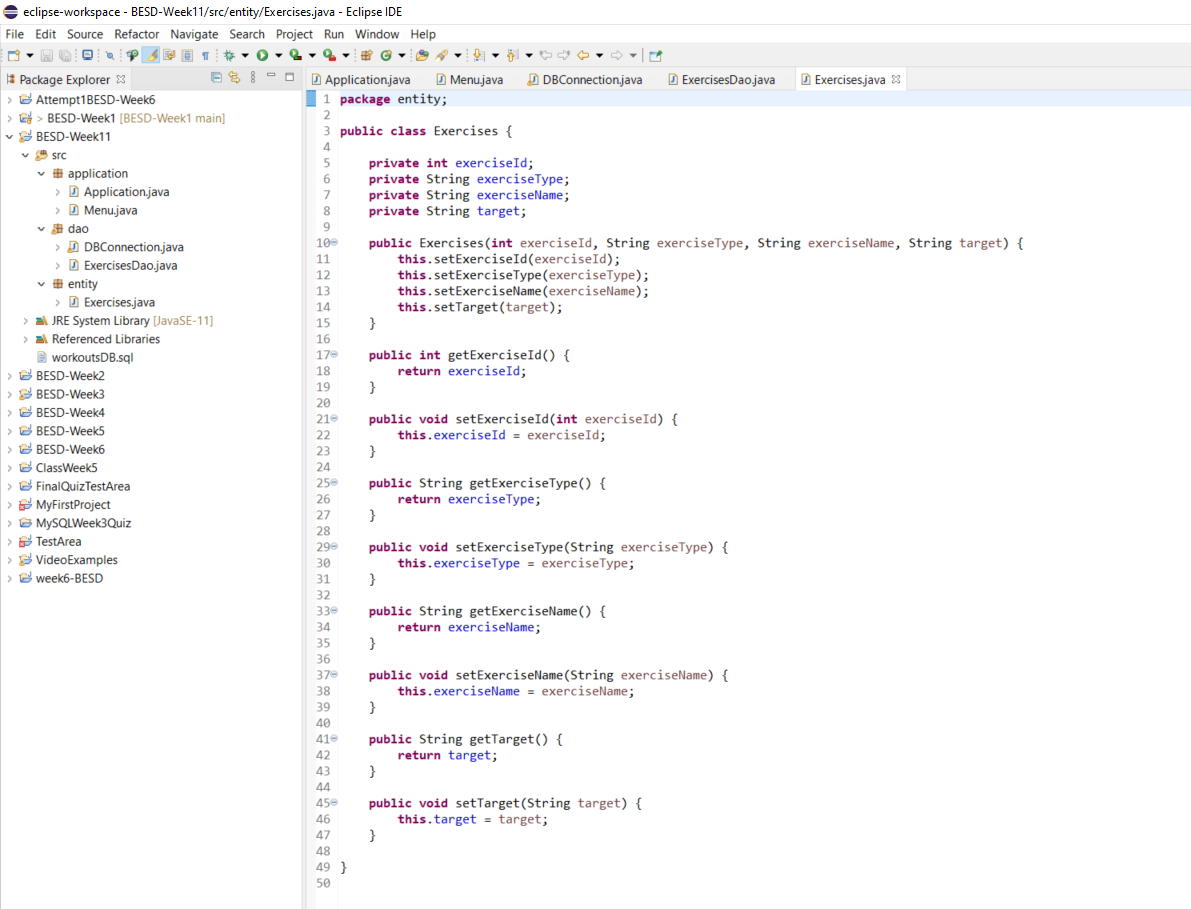 eclipse-workspace - BESD-Week11/src/entity/Exercises.java - Eclipse IDE
File Edit Source Refactor Navigate Search Project Run Window Help
Package Explorer
Attempt1BESD-Week6
> BESD-Week1 [BESD-Week1 main]
BESD-Week11
src
application
Application.java
Menu.java
dao
DBConnection.java
ExercisesDao.java
entity
Exercises.java
JRE System Library [JavaSE-11]
Referenced Libraries
workoutsDB.sql
BESD-Week2
BESD-Week3
BESD-Week4
BESD-Week5
BESD-Week6
ClassWeek5
FinalQuizTestArea
MyFirstProject
MySQLWeek3Quiz
TestArea
VideoExamples
week6-BESD
Application.java Menu.java DBConnection.java ExercisesDao.java Exercises.java
1 package entity;
2
3 public class Exercises {
4
5 private int exerciseId;
6 private String exerciseType;
7 private String exerciseName;
8 private String target;
9
10 public Exercises(int exerciseId, String exerciseType, String exerciseName, String target) {
11 this.setExerciseId(exerciseId);
12 this.setExerciseType(exerciseType);
13 this.setExerciseName(exerciseName);
14 this.setTarget(target);
15 }
16
17 public int getExerciseId() {
18 return exerciseId;
19 }
20
21 public void setExerciseId(int exerciseId) {
22 this.exerciseId = exerciseId;
23 }
24
25 public String getExerciseType() {
26 return exerciseType;
27 }
28
29 public void setExerciseType(String exerciseType) {
30 this.exerciseType = exerciseType;
31 }
32
33 public String getExerciseName() {
34 return exerciseName;
35 }
36
37 public void setExerciseName(String exerciseName) {
38 this.exerciseName = exerciseName;
39 }
40
41 public String getTarget() {
42 return target;
43 }
44
45 public void setTarget(String target) {
46 this.target = target;
47 }
48
49 }
50